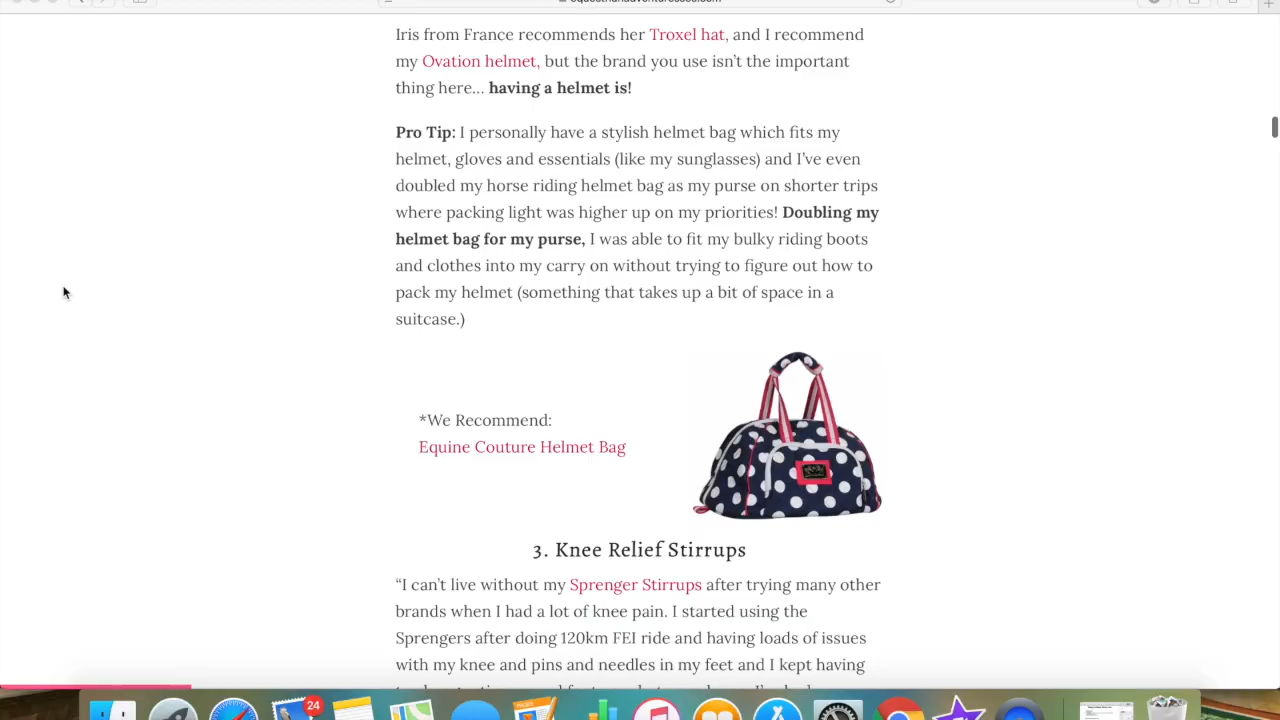 Iris from France recommends her Troxel hat, and I recommend
my Ovation helmet, but the brand you use isn't the important
thing here… having a helmet is!
Pro Tip: I personally have a stylish helmet bag which fits my
helmet, gloves and essentials (like my sunglasses) and I've even
doubled my horse riding helmet bag as my purse on shorter trips
where packing light was higher up on my priorities! Doubling my
helmet bag for my purse, I was able to fit my bulky riding boots
and clothes into my carry on without trying to figure out how to
pack my helmet (something that takes up a bit of space in a
suitcase.)
*We Recommend:
Equine Couture Helmet Bag
3. Knee Relief Stirrups
“I can't live without my Sprenger Stirrups after trying many other
brands when I had a lot of knee pain. I started using the
Sprengers after doing 120km FEI ride and having loads of issues
with my knee and pins and needles in my feet and I kept having
24